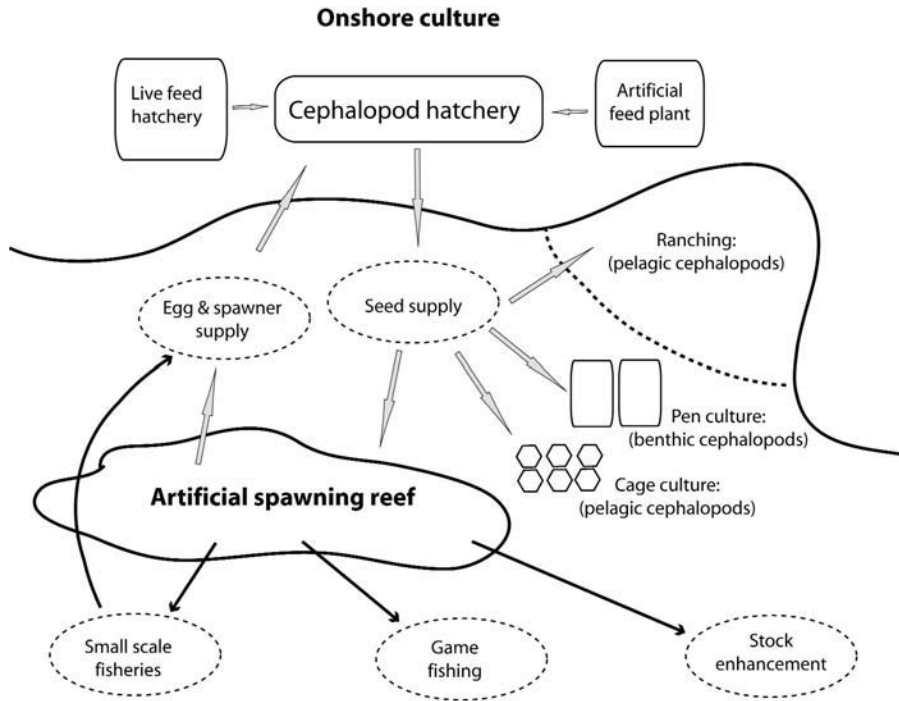 Onshore culture
Live feed
hatchery
Cephalopod hatchery
Artificial
feed plant
Ranching:
(pelagic cephalopods)
Egg & spawner
supply
Seed supply
Pen culture:
(benthic cephalopods)
Cage culture:
(pelagic cephalopods)
Artificial spawning reef
Small scale
fisheries
Game
fishing
Stock
enhancement